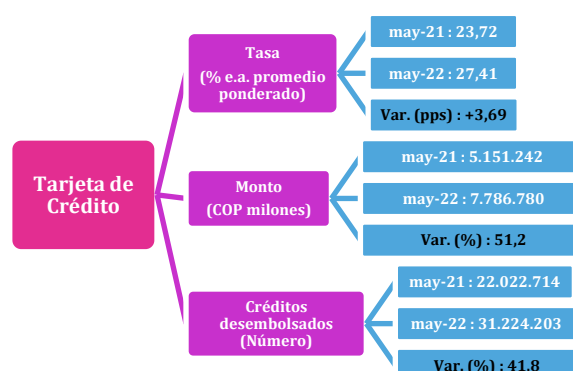 Tarjeta de
Crédito
Tasa
(% e.a. promedio
ponderado)
may-21 : 23,72
may-22 : 27,41
Var. (pps) : +3,69
Monto
(COP milones)
may-21 : 5.151.242
may-22 : 7.786.780
Var. (%) : 51,2
Créditos
desembolsados
(Número)
may-21 : 22.022.714
may-22 : 31.224.203
Var. (%) : 41,8